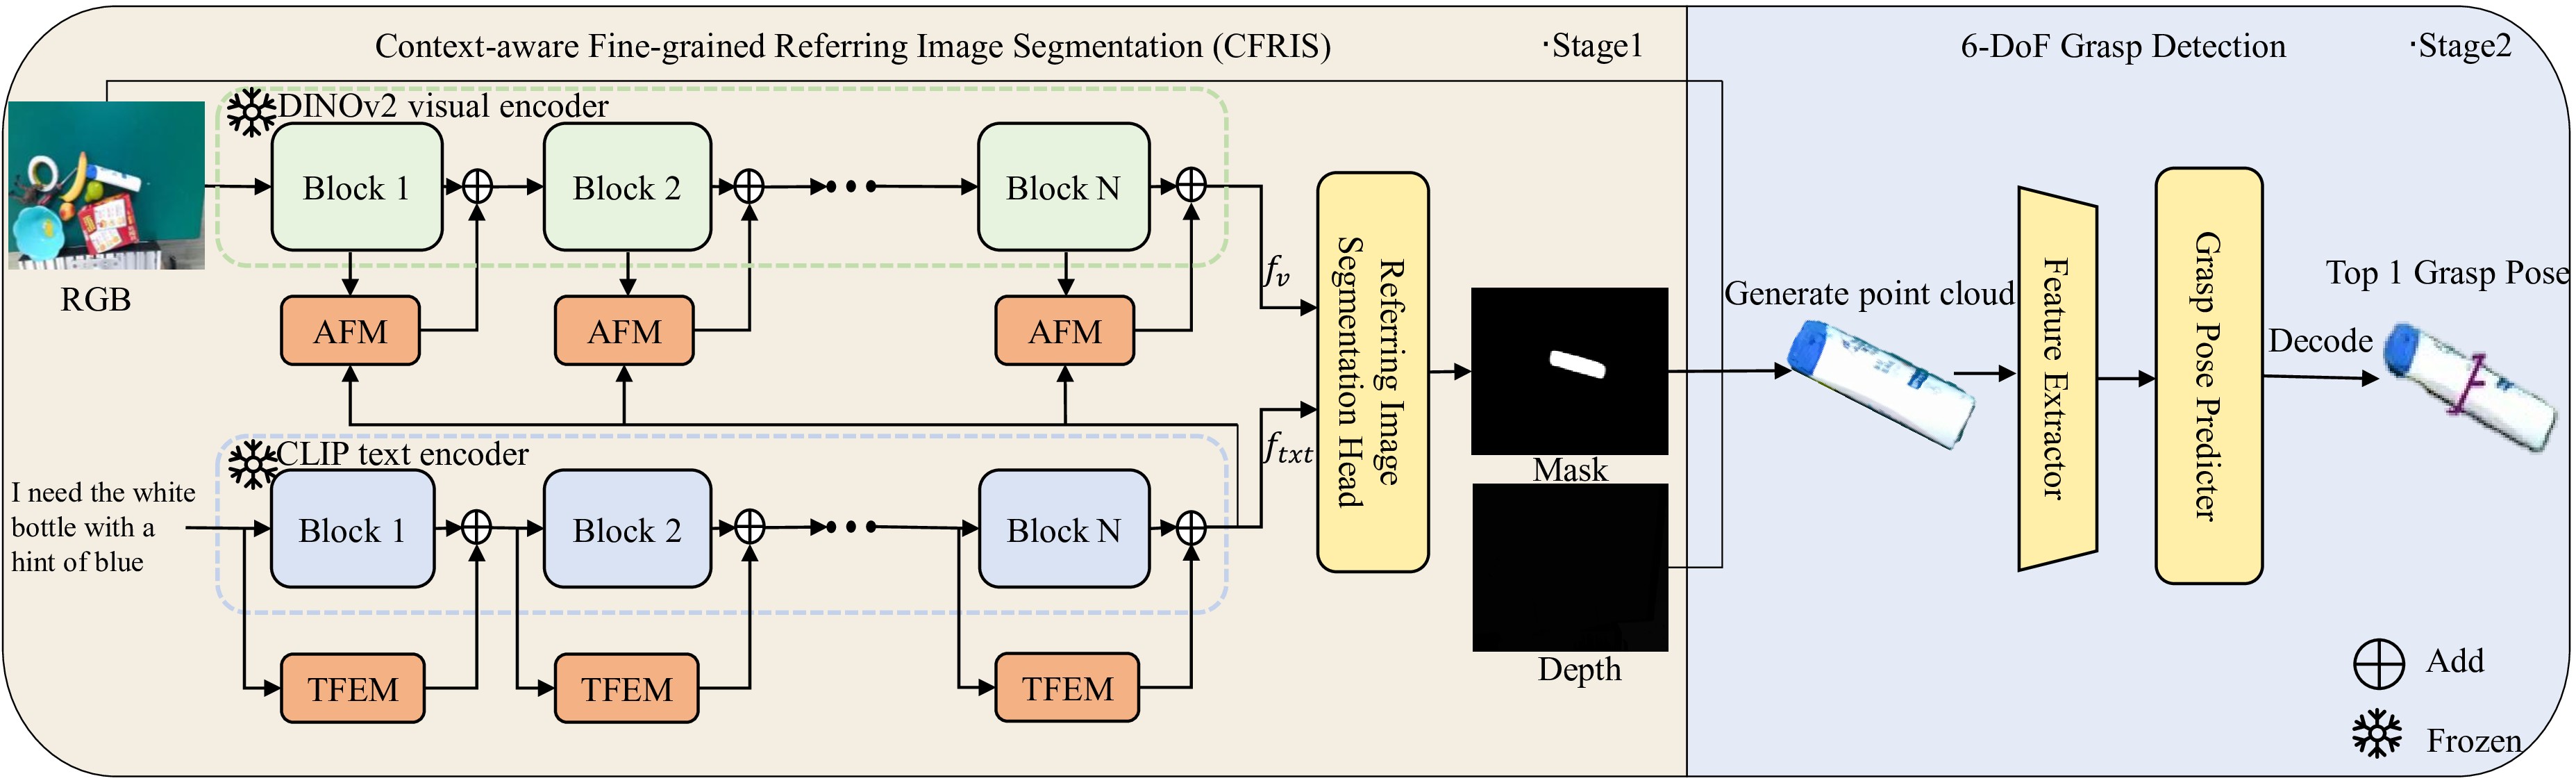 Context-aware Fine-grained Referring Image Segmentation (CFRIS)
·Stage1
6-DoF Grasp Detection
·Stage2
DINOv2 visual encoder
Block 1
Block 2
Block N
RGB
AFM
AFM
AFM
f_v
Referring Image
Segmentation Head
Generate point cloud
Feature Extractor
Grasp Pose Predicter
Top 1 Grasp Pose
Decode
CLIP text encoder
f_txt
Mask
I need the white
bottle with a
hint of blue
Block 1
Block 2
Block N
TFEM
TFEM
TFEM
Depth
Add
Frozen